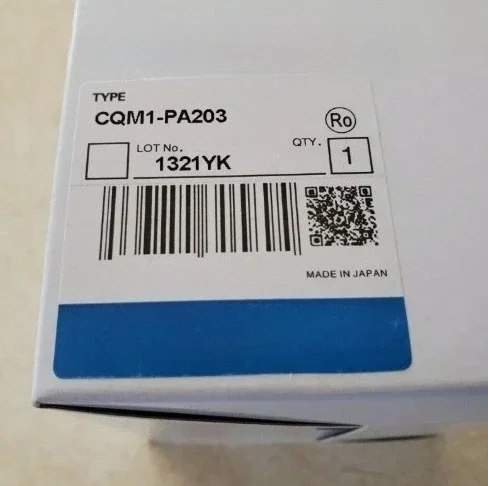 TYPE
CQM1-PA203
Ro
LOT No. 1321YK QTY. 1
MADE IN JAPAN